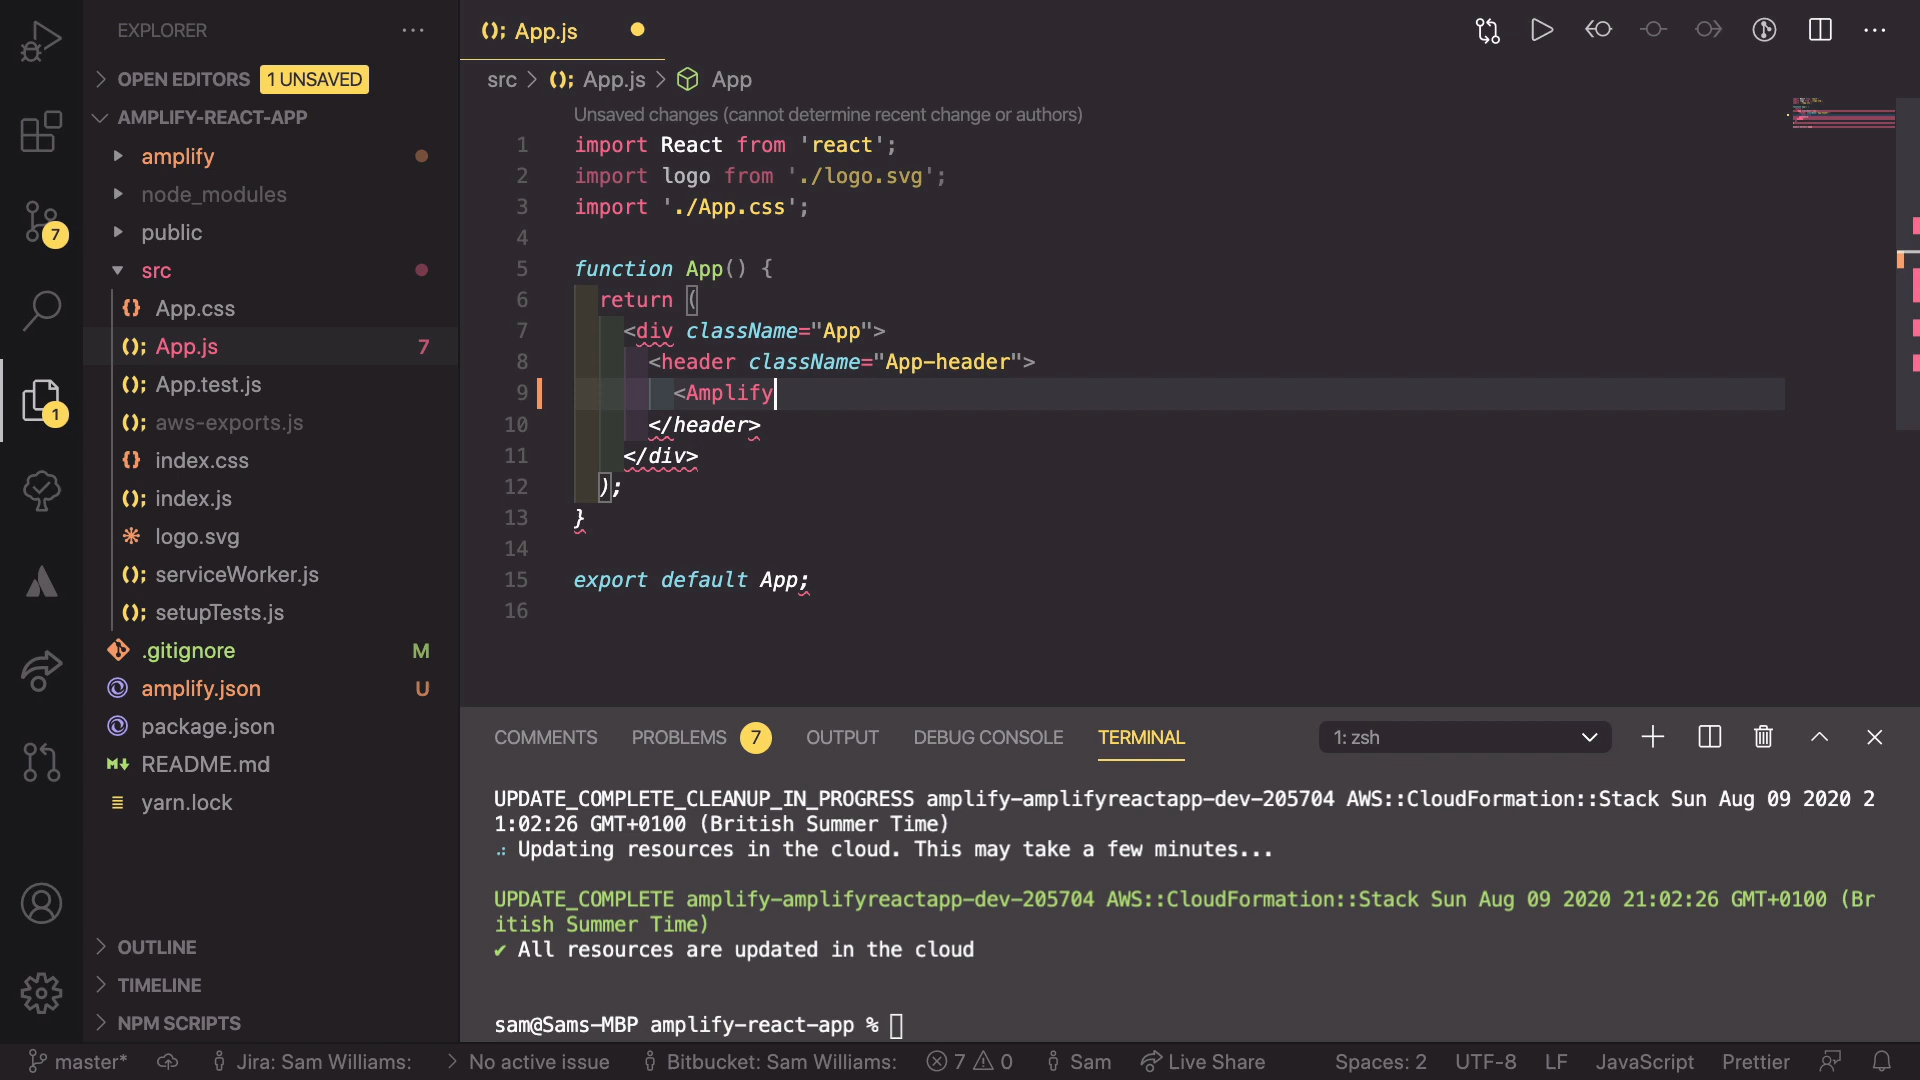 EXPLORER
OPEN EDITORS 1 UNSAVED
AMPLIFY-REACT-APP
amplify
node_modules
public
src
App.css
App.js 7
App.test.js
aws-exports.js
index.css
index.js
logo.svg
serviceWorker.js
setupTests.js
.gitignore M
amplify.json U
package.json
README.md
yarn.lock
OUTLINE
TIMELINE
NPM SCRIPTS
7
1
App.js
src > App.js > App
Unsaved changes (cannot determine recent change or authors)
1 import React from 'react';
2 import logo from './logo.svg';
3 import './App.css';
4
5 function App() {
6 return (
7 <div className="App">
8 <header className="App-header">
9 <Amplify
10 </header>
11 </div>
12 );
13 }
14
15 export default App;
16
COMMENTS PROBLEMS 7 OUTPUT DEBUG CONSOLE TERMINAL 1: zsh
UPDATE_COMPLETE_CLEANUP_IN_PROGRESS amplify-amplifyreactapp-dev-205704 AWS::CloudFormation::Stack Sun Aug 09 2020 2
1:02:26 GMT+0100 (British Summer Time)
Updating resources in the cloud. This may take a few minutes...
UPDATE_COMPLETE amplify-amplifyreactapp-dev-205704 AWS::CloudFormation::Stack Sun Aug 09 2020 21:02:26 GMT+0100 (Br
itish Summer Time)
✔ All resources are updated in the cloud
sam@Sams-MBP amplify-react-app %
master* Jira: Sam Williams: > No active issue Bitbucket: Sam Williams: 7 0 Sam Live Share Spaces: 2 UTF-8 LF JavaScript Prettier